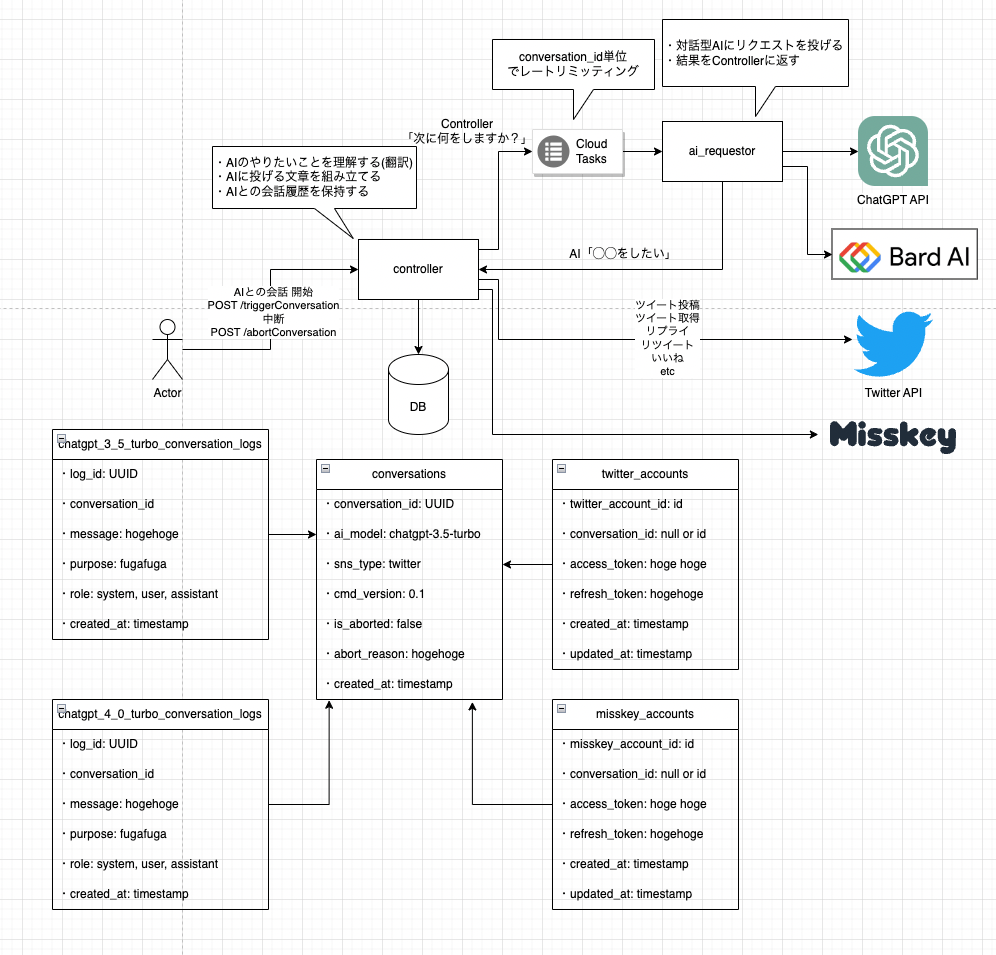 conversation_id単位
でレートリミッティング
・対話型AIにリクエストを投げる
・結果をControllerに返す
Controller
「次に何をしますか？」
Cloud
Tasks
ai_requestor
ChatGPT API
・AIのやりたいことを理解する(翻訳)
・AIに投げる文章を組み立てる
・AIとの会話履歴を保持する
controller
AI「〇〇をしたい」
Bard AI
AIとの会話 開始
POST /triggerConversation
中断
POST /abortConversation
Actor
DB
ツイート投稿
ツイート取得
リプライ
リツイート
いいね
etc
Twitter API
Misskey
chatgpt_3_5_turbo_conversation_logs
・log_id: UUID
・conversation_id
・message: hogehoge
・purpose: fugafuga
・role: system, user, assistant
・created_at: timestamp
conversations
・conversation_id: UUID
・ai_model: chatgpt-3.5-turbo
・sns_type: twitter
・cmd_version: 0.1
・is_aborted: false
・abort_reason: hogehoge
・created_at: timestamp
twitter_accounts
・twitter_account_id: id
・conversation_id: null or id
・access_token: hoge hoge
・refresh_token: hogehoge
・created_at: timestamp
・updated_at: timestamp
chatgpt_4_0_turbo_conversation_logs
・log_id: UUID
・conversation_id
・message: hogehoge
・purpose: fugafuga
・role: system, user, assistant
・created_at: timestamp
misskey_accounts
・misskey_account_id: id
・conversation_id: null or id
・access_token: hoge hoge
・refresh_token: hogehoge
・created_at: timestamp
・updated_at: timestamp